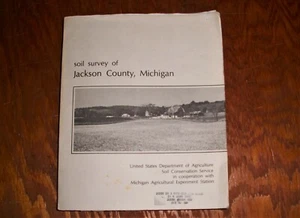 soil survey of
Jackson County, Michigan
United States Department of Agriculture
Soil Conservation Service
in cooperation with
Michigan Agricultural Experiment Station